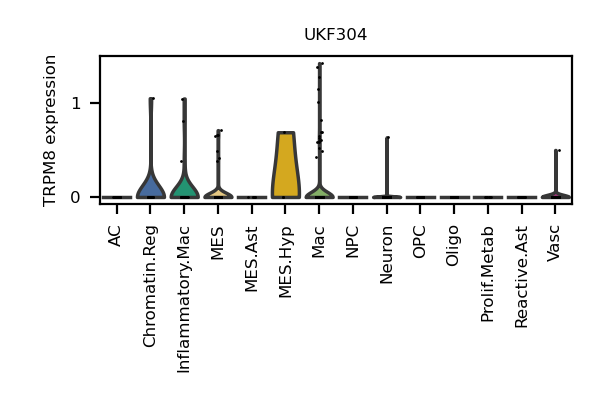 UKF304
TRPM8 expression
1
0
AC
Chromatin.Reg
Inflammatory.Mac
MES
MES.Ast
MES.Hyp
Mac
NPC
Neuron
OPC
Oligo
Prolif.Metab
Reactive.Ast
Vasc